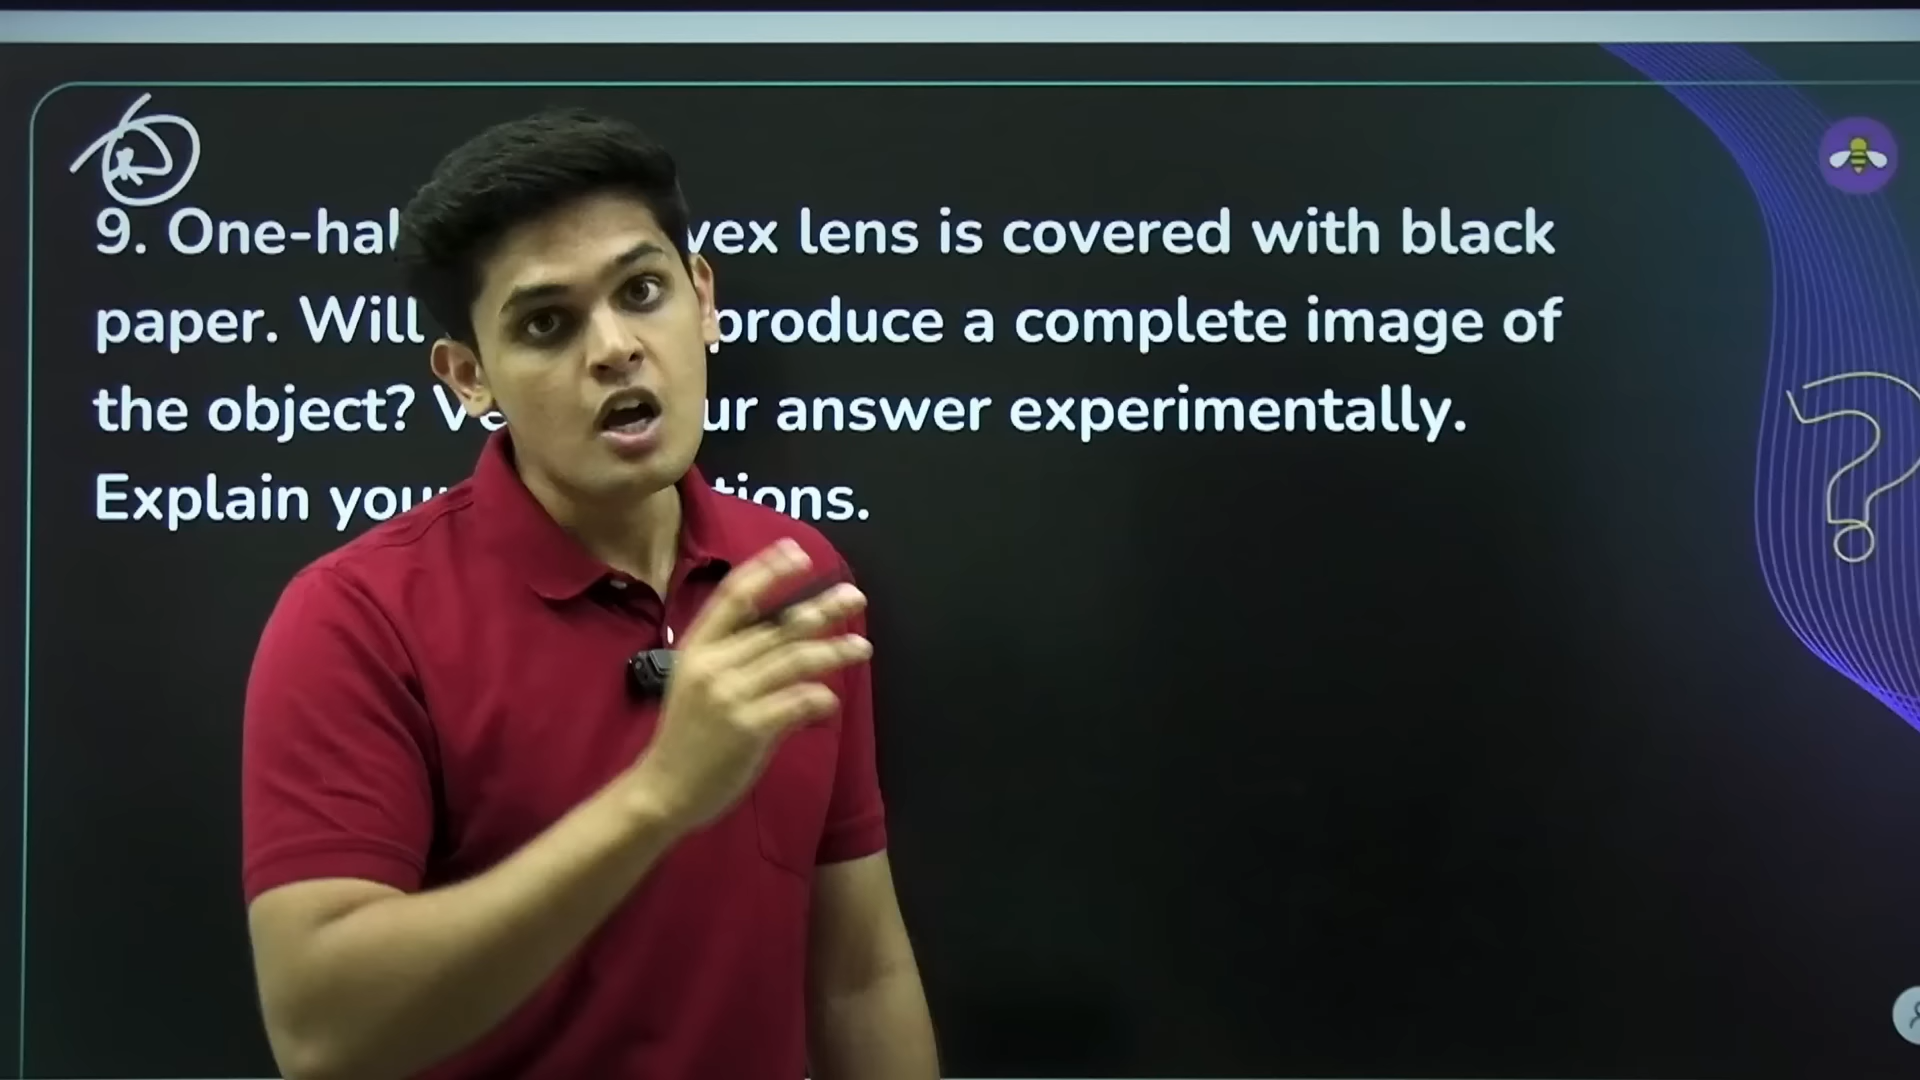 9. One-hal vex lens is covered with black
paper. Will produce a complete image of
the object? ur answer experimentally.
Explain you tions.